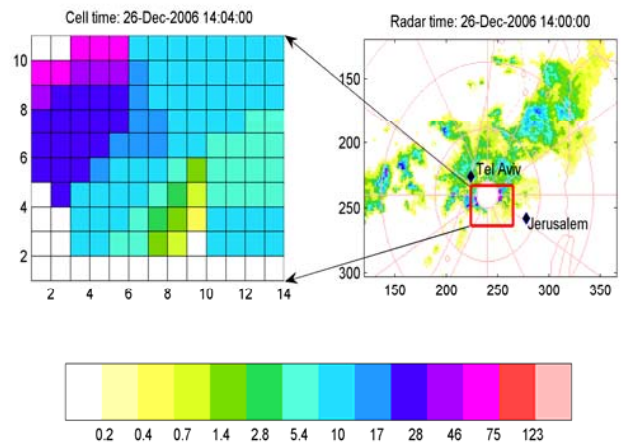 Cell time: 26-Dec-2006 14:04:00
Radar time: 26-Dec-2006 14:00:00
10
8
6
4
2
2 4 6 8 10 12 14
150
200
250
300
Tel Aviv
Jerusalem
150 200 250 300 350
0.2 0.4 0.7 1.4 2.8 5.4 10 17 28 46 75 123